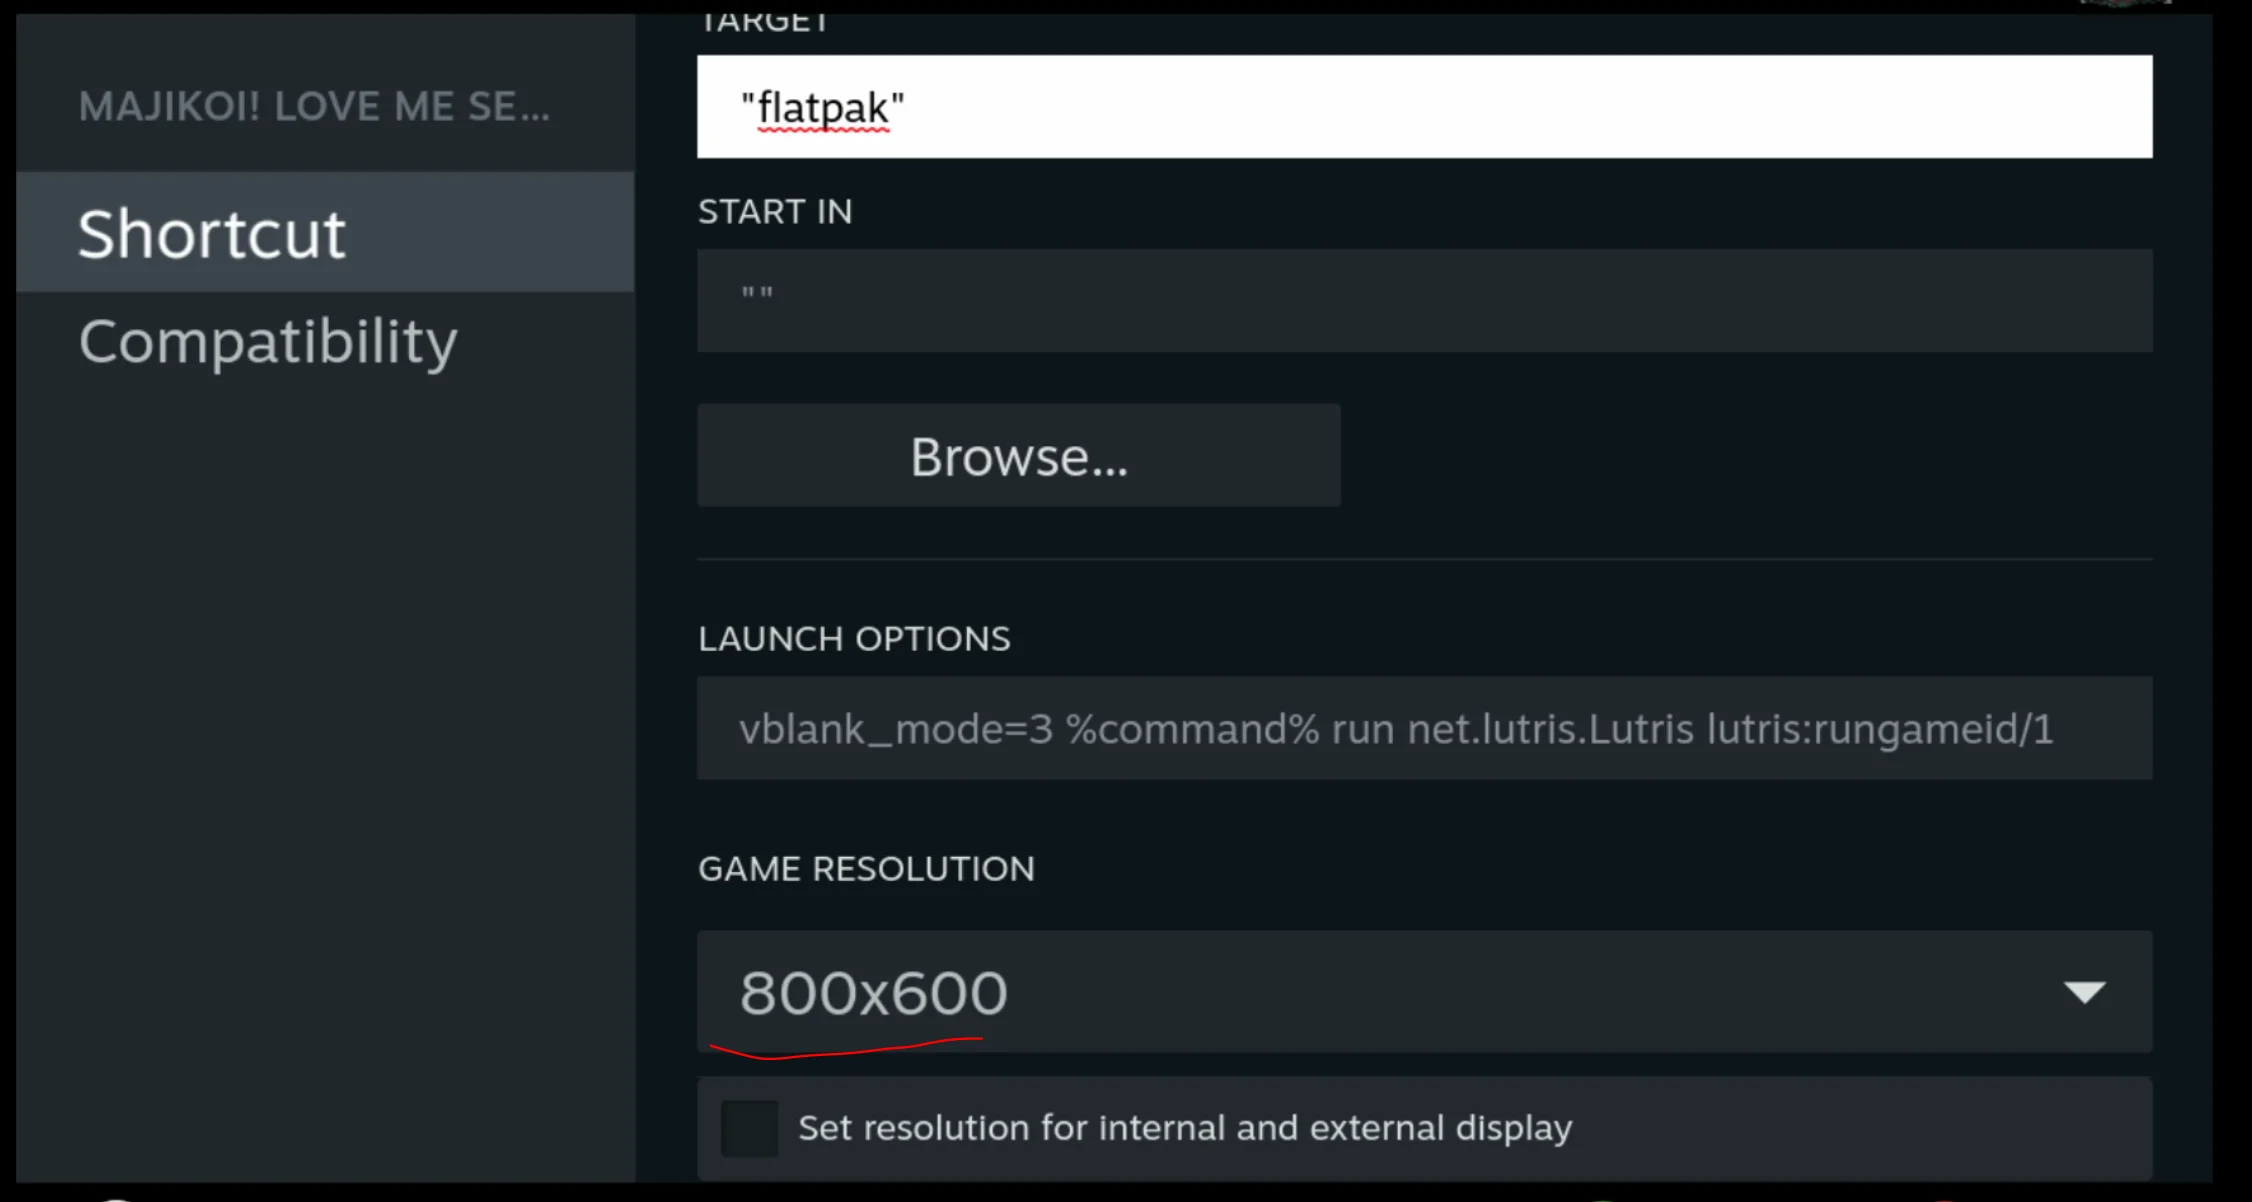 TARGET
"flatpak"
MAJIKOI! LOVE ME SE...
START IN
Shortcut
""
Compatibility
Browse...
LAUNCH OPTIONS
vblank_mode=3 %command% run net.lutris.Lutris lutris:rungameid/1
GAME RESOLUTION
800x600
Set resolution for internal and external display